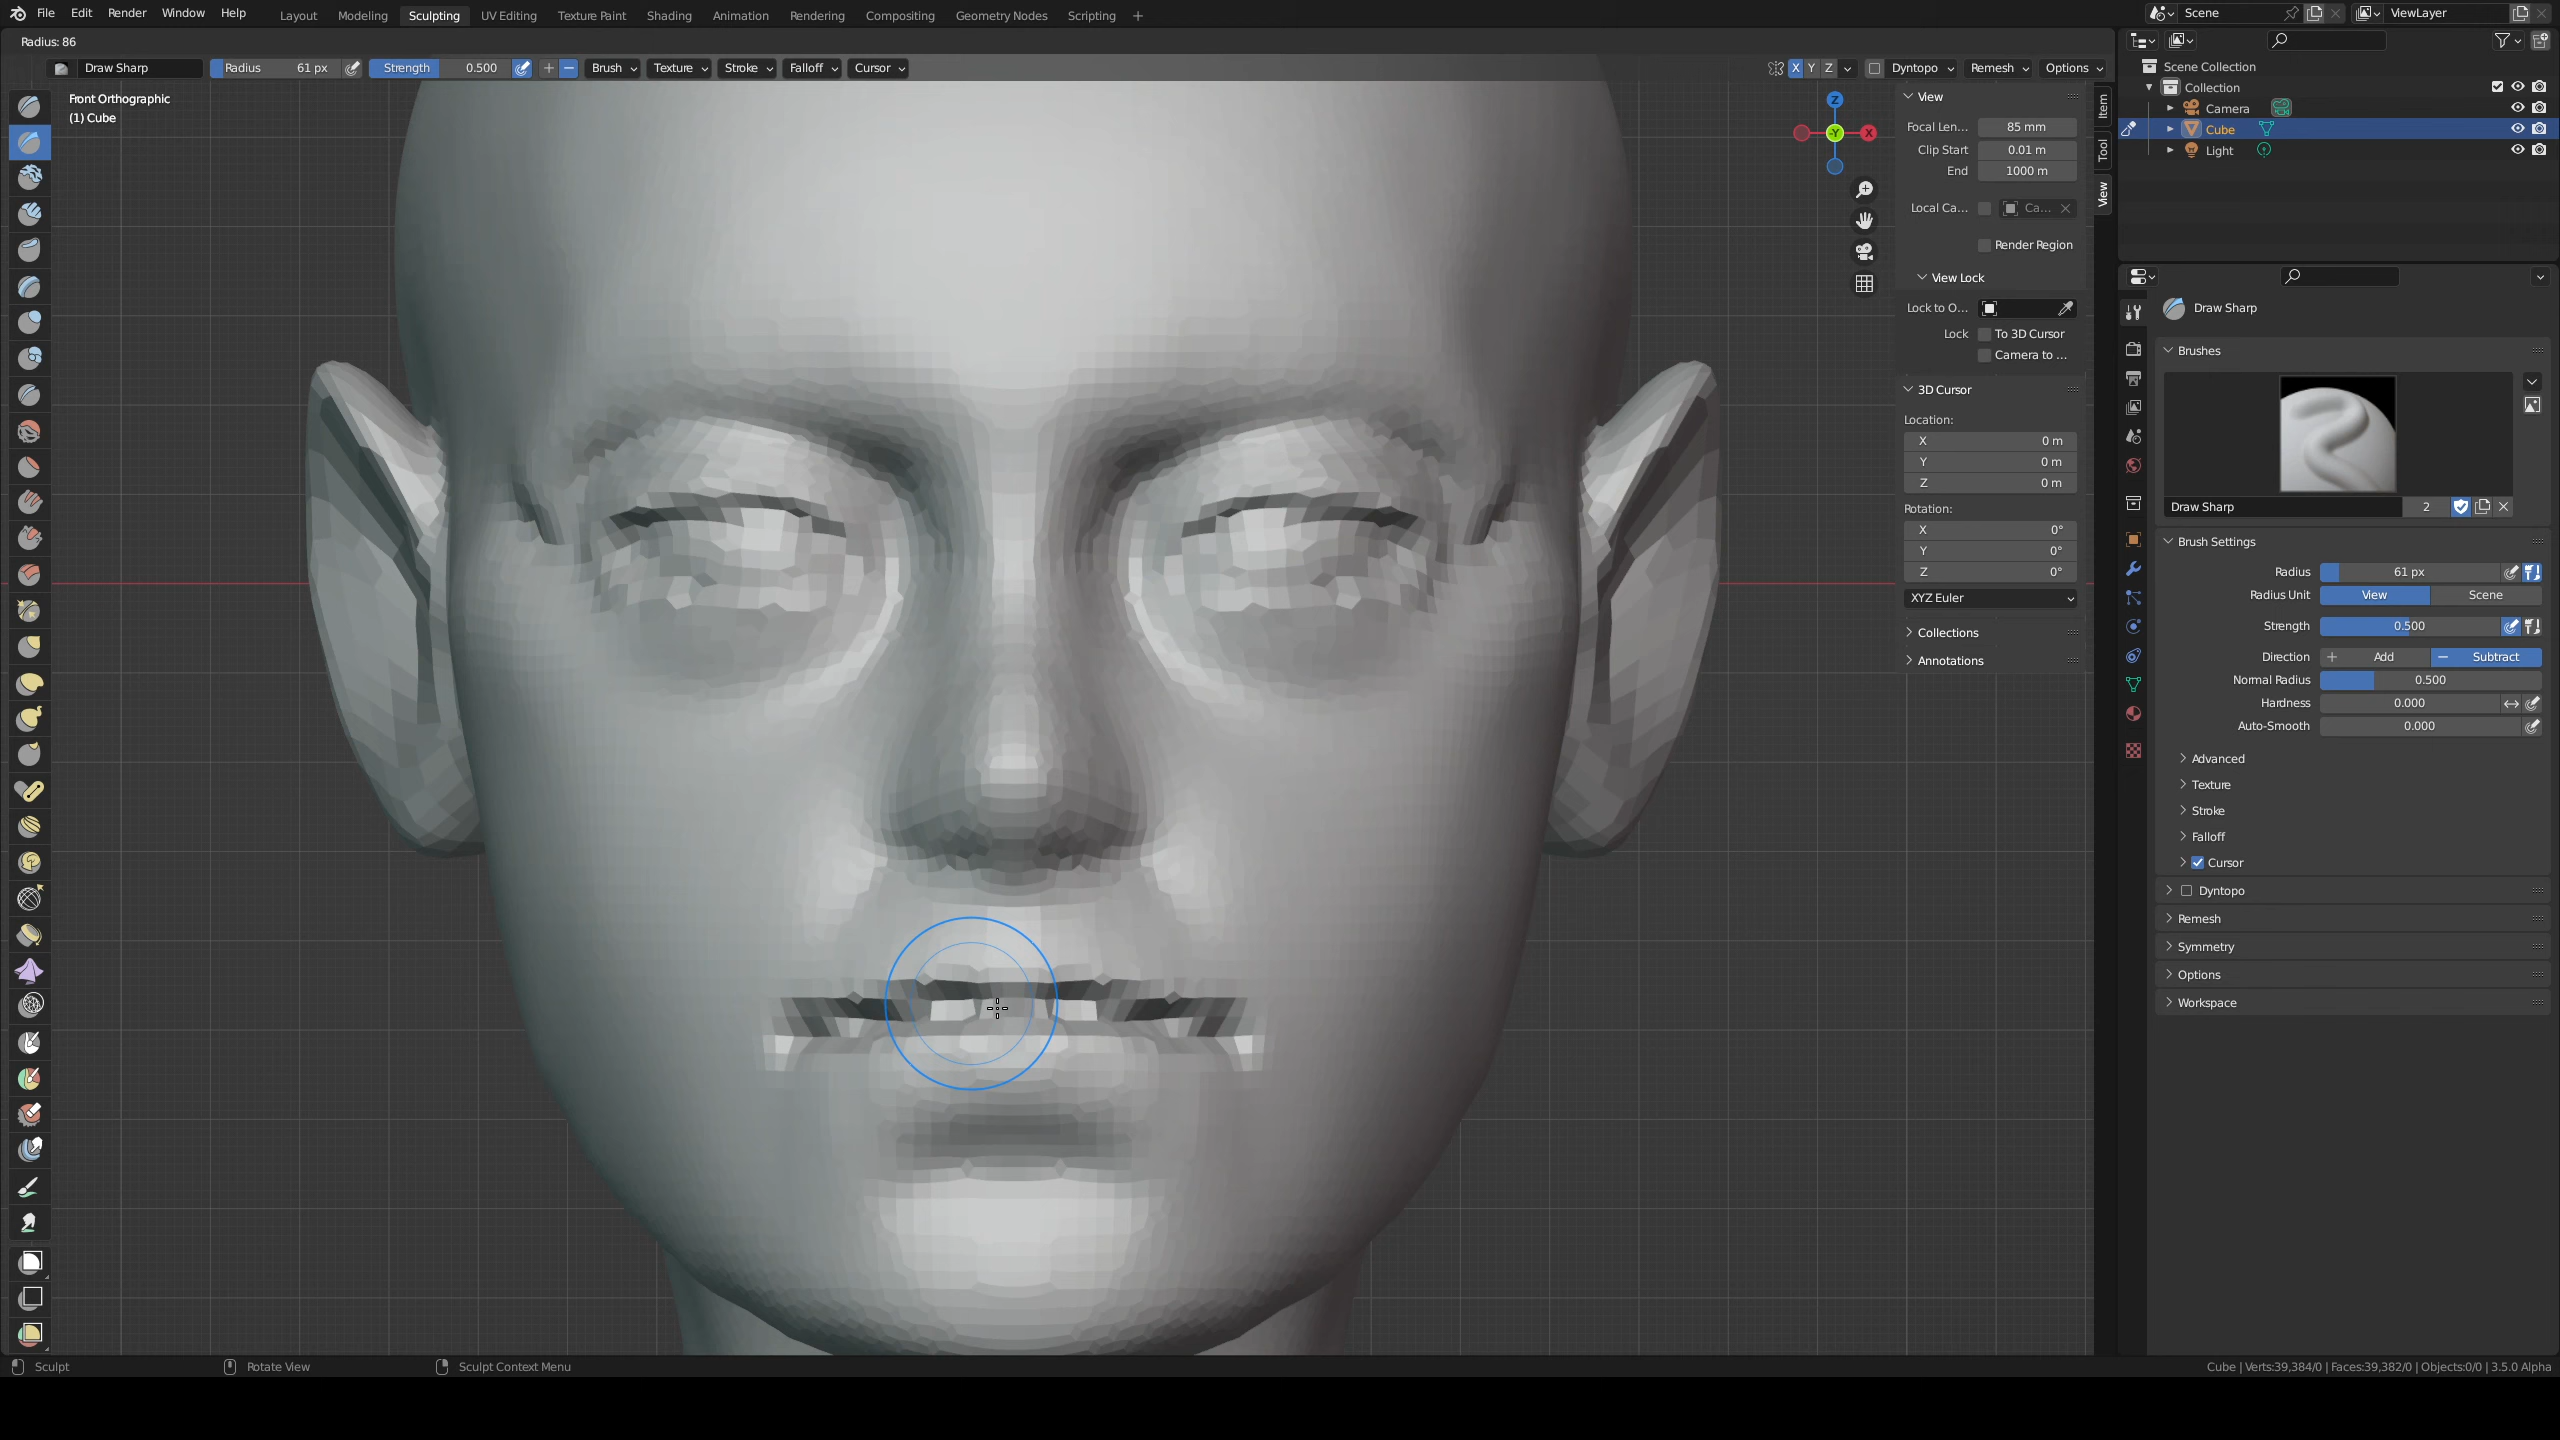 File Edit Render Window Help Layout Modeling Sculpting UV Editing Texture Paint Shading Animation Rendering Compositing Geometry Nodes Scripting + Scene ViewLayer
Radius: 86
Draw Sharp Radius 61 px Strength 0.500 Brush Texture Stroke Falloff Cursor X Y Z Dyntopo Remesh Options
Front Orthographic
(1) Cube
Z
-Y
X
View
Focal Len... 85 mm
Clip Start 0.01 m
End 1000 m
Local Ca... Ca...
Render Region
View Lock
Lock to O...
Lock To 3D Cursor
Camera to ...
3D Cursor
Location:
X 0 m
Y 0 m
Z 0 m
Rotation:
X 0°
Y 0°
Z 0°
XYZ Euler
Collections
Annotations
Item
Tool
View
Scene Collection
Collection
Camera
Cube
Light
Draw Sharp
Brushes
Draw Sharp 2
Brush Settings
Radius 61 px
Radius Unit View Scene
Strength 0.500
Direction + Add − Subtract
Normal Radius 0.500
Hardness 0.000
Auto-Smooth 0.000
Advanced
Texture
Stroke
Falloff
Cursor
Dyntopo
Remesh
Symmetry
Options
Workspace
Sculpt Rotate View Sculpt Context Menu Cube | Verts:39,384/0 | Faces:39,382/0 | Objects:0/0 | 3.5.0 Alpha